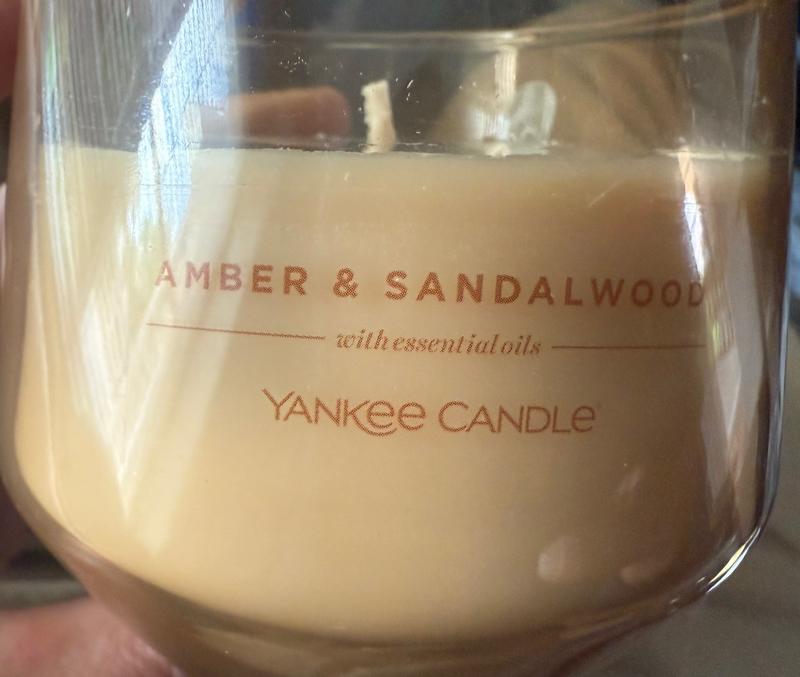 AMBER & SANDALWOOD
with essential oils
YANKEE CANDLE